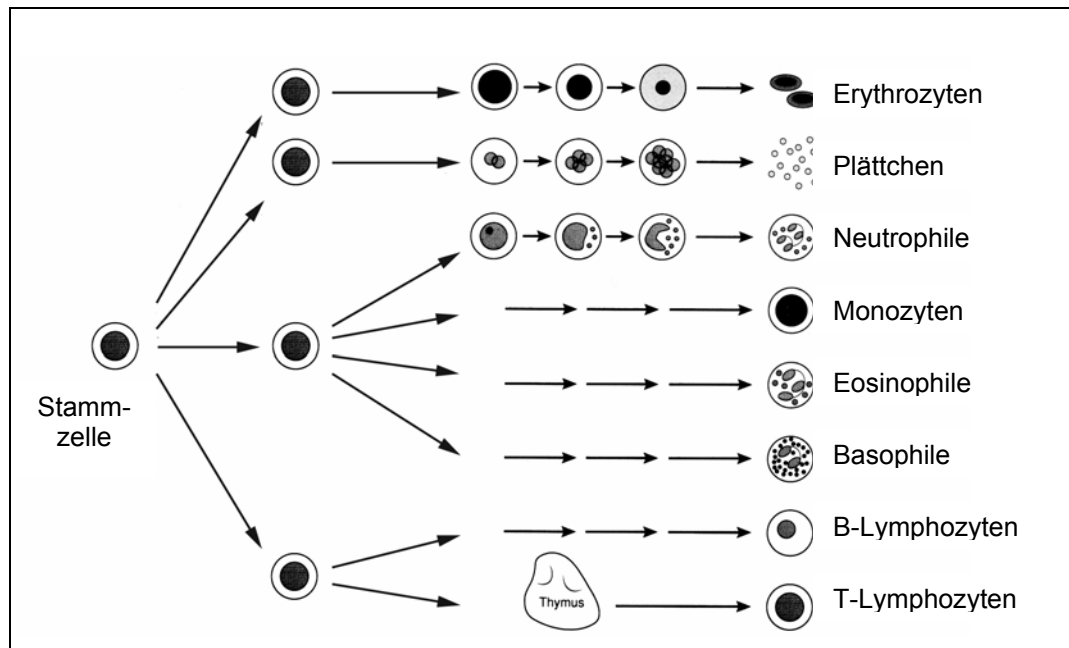 Erythrozyten
Plättchen
Neutrophile
Monozyten
Stamm-
zelle
Eosinophile
Basophile
B-Lymphozyten
Thymus
T-Lymphozyten